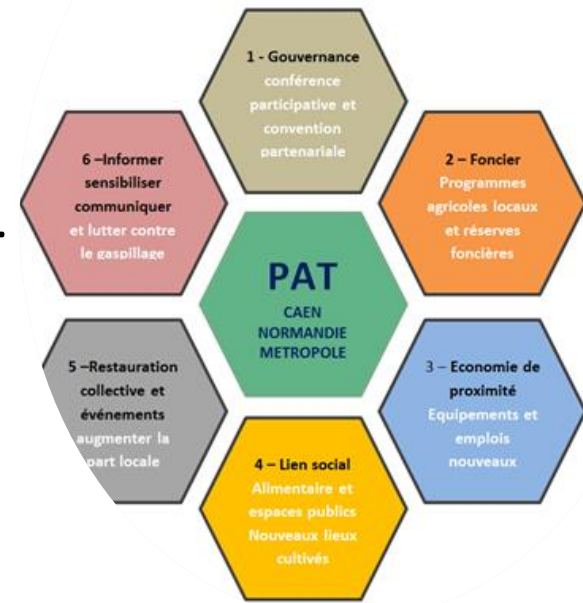 1 - Gouvernance
conférence
participative et
convention
partenariale
2 – Foncier
Programmes
agricoles locaux
et réserves
foncières
3 – Economie de
proximité
Equipements et
emplois
nouveaux
4 – Lien social
Alimentaire et
espaces publics
Nouveaux lieux
cultivés
5 –Restauration
collective et
événements
augmenter la
part locale
6 –Informer
sensibiliser
communiquer
et lutter contre
le gaspillage
PAT
CAEN
NORMANDIE
METROPOLE